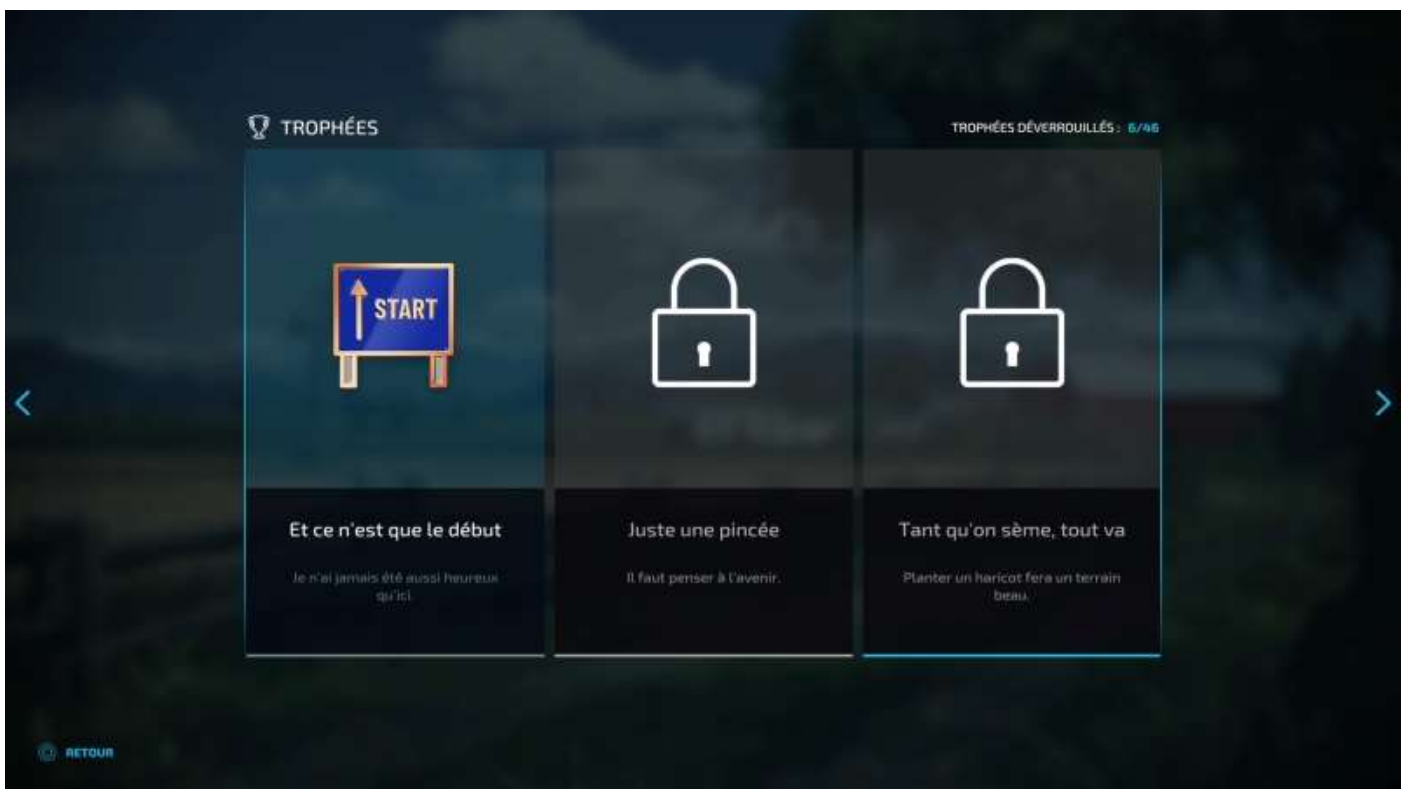 TROPHÉES
TROPHÉES DÉVERROUILLÉS : 6/46
START
Et ce n'est que le début
Je n'ai jamais été aussi heureux
qu'ici.
Juste une pincée
Il faut penser à l'avenir.
Tant qu'on sème, tout va
Planter un haricot fera un terrain
beau.
RETOUR